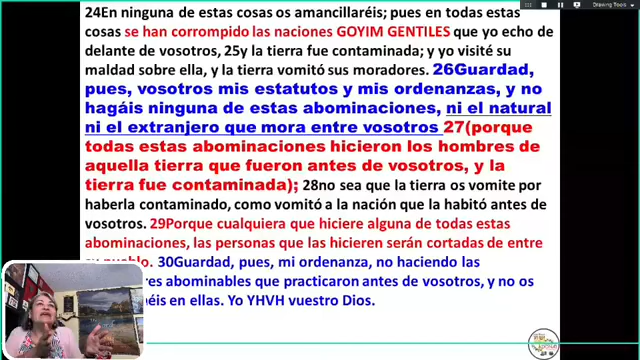 24En ninguna de estas cosas os amancillaréis; pues en todas estas
cosas se han corrompido las naciones GOYIM GENTILES que yo echo de
delante de vosotros, 25y la tierra fue contaminada; y yo visité su
maldad sobre ella, y la tierra vomitó sus moradores. 26Guardad,
pues, vosotros mis estatutos y mis ordenanzas, y no
hagáis ninguna de estas abominaciones, ni el natural
ni el extranjero que mora entre vosotros 27(porque
todas estas abominaciones hicieron los hombres de
aquella tierra que fueron antes de vosotros, y la
tierra fue contaminada); 28no sea que la tierra os vomite por
haberla contaminado, como vomitó a la nación que la habitó antes de
vosotros. 29Porque cualquiera que hiciere alguna de todas estas
abominaciones, las personas que las hicieren serán cortadas de entre
pueblo. 30Guardad, pues, mi ordenanza, no haciendo las
res abominables que practicaron antes de vosotros, y no os
éis en ellas. Yo YHVH vuestro Dios.
Drawing Tools